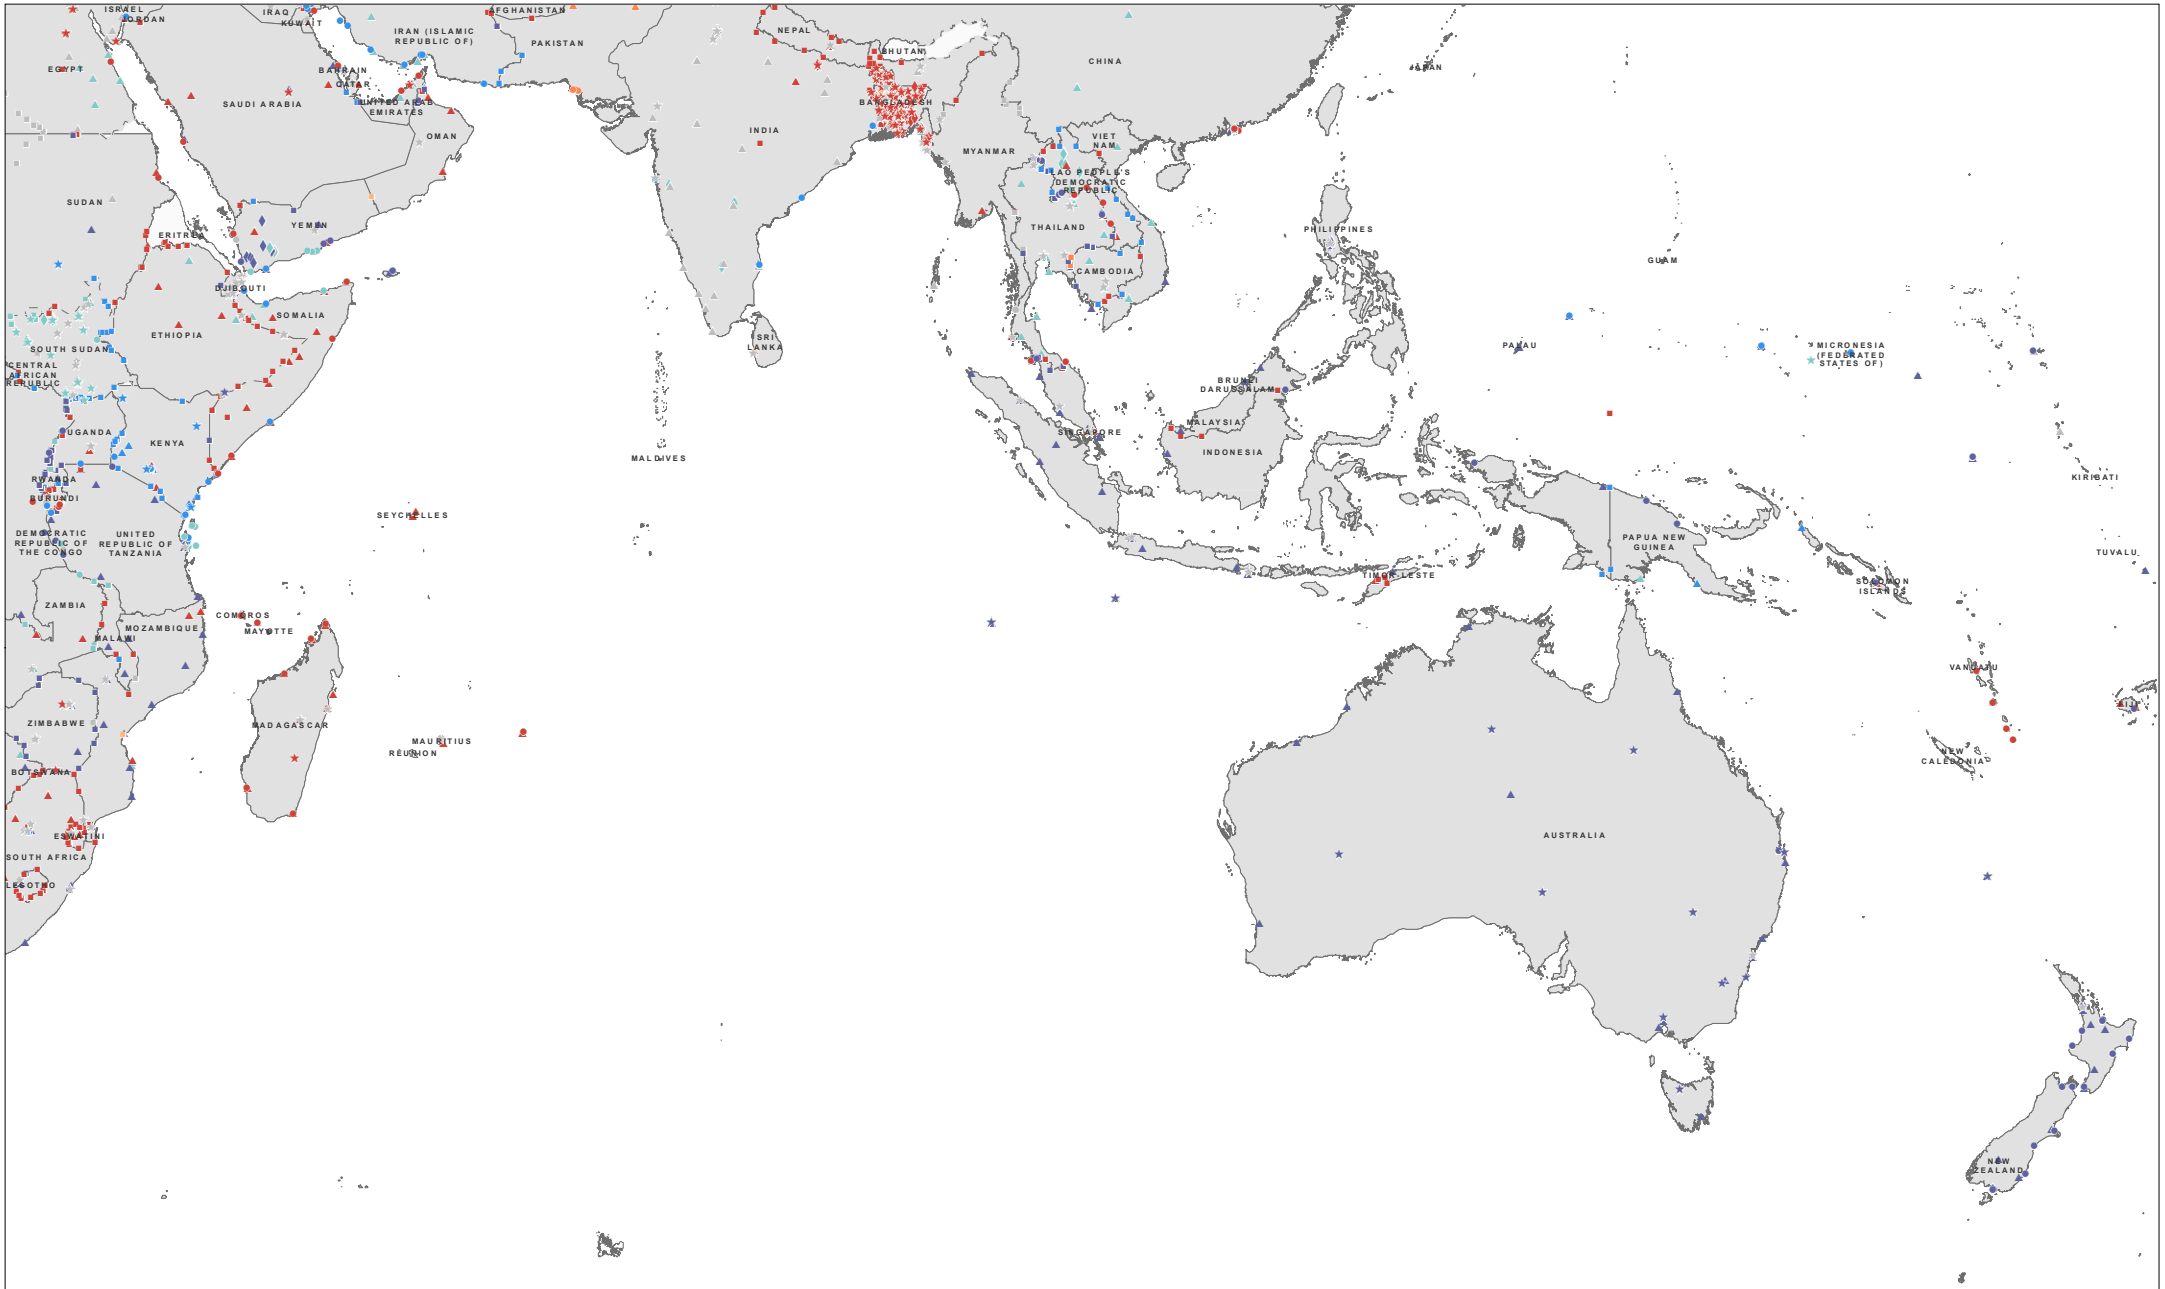 ISRAEL
JORDAN
IRAQ
KUWAIT
IRAN (ISLAMIC
REPUBLIC OF)
AFGHANISTAN
PAKISTAN
NEPAL
BHUTAN
CHINA
JAPAN
EGYPT
BAHRAIN
QATAR
SAUDI ARABIA
UNITED ARAB
EMIRATES
OMAN
INDIA
BANGLADESH
MYANMAR
VIET
NAM
LAO PEOPLE'S
DEMOCRATIC
REPUBLIC
SUDAN
ERITREA
YEMEN
THAILAND
PHILIPPINES
GUAM
DJIBOUTI
CAMBODIA
ETHIOPIA
SOMALIA
SRI
LANKA
SOUTH SUDAN
CENTRAL
AFRICAN
REPUBLIC
PALAU
MICRONESIA
(FEDERATED
STATES OF)
BRUNEI
DARUSSALAM
UGANDA
KENYA
MALDIVES
SINGAPORE
MALAYSIA
INDONESIA
KIRIBATI
RWANDA
BURUNDI
SEYCHELLES
DEMOCRATIC
REPUBLIC OF
THE CONGO
UNITED
REPUBLIC OF
TANZANIA
PAPUA NEW
GUINEA
TUVALU
TIMOR-LESTE
SOLOMON
ISLANDS
ZAMBIA
COMOROS
MAYOTTE
MALAWI
MOZAMBIQUE
VANUATU
ZIMBABWE
MADAGASCAR
MAURITIUS
RÉUNION
FIJI
NEW
CALEDONIA
BOTSWANA
ESWATINI
AUSTRALIA
SOUTH AFRICA
LESOTHO
NEW
ZEALAND